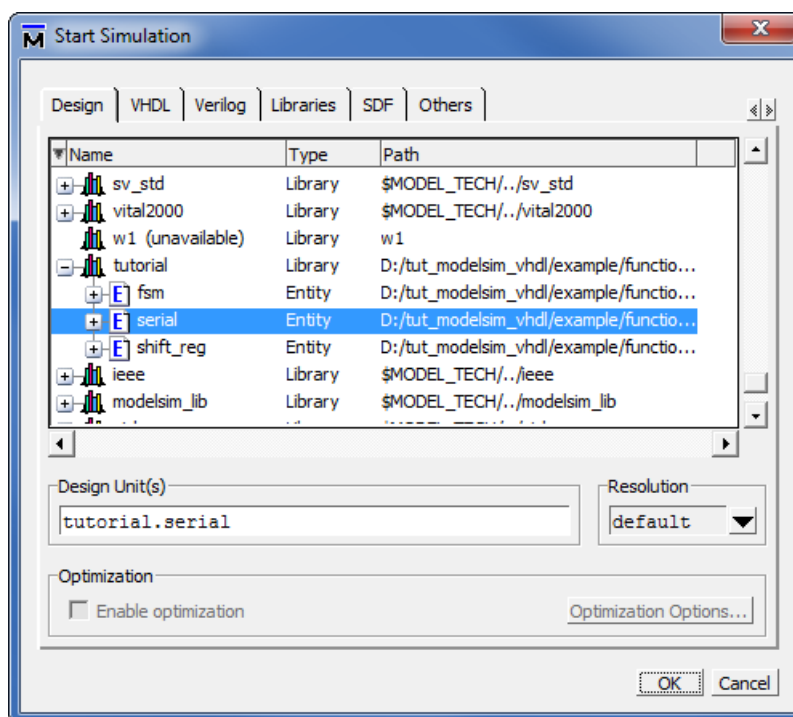 Start Simulation
Design VHDL Verilog Libraries SDF Others
Name Type Path
sv_std Library $MODEL_TECH/../sv_std
vital2000 Library $MODEL_TECH/../vital2000
w1 (unavailable) Library w1
tutorial Library D:/tut_modelsim_vhdl/example/functio...
fsm Entity D:/tut_modelsim_vhdl/example/functio...
serial Entity D:/tut_modelsim_vhdl/example/functio...
shift_reg Entity D:/tut_modelsim_vhdl/example/functio...
ieee Library $MODEL_TECH/../ieee
modelsim_lib Library $MODEL_TECH/../modelsim_lib
Design Unit(s) Resolution
tutorial.serial default
Optimization
Enable optimization Optimization Options...
OK Cancel